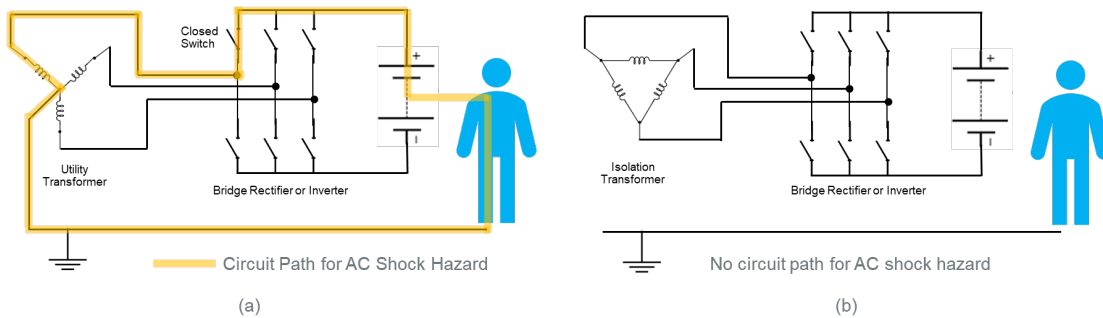 Closed
Switch
+
|
Utility
Transformer
Bridge Rectifier or Inverter
Circuit Path for AC Shock Hazard
(a)
+
|
Isolation
Transformer
Bridge Rectifier or Inverter
No circuit path for AC shock hazard
(b)